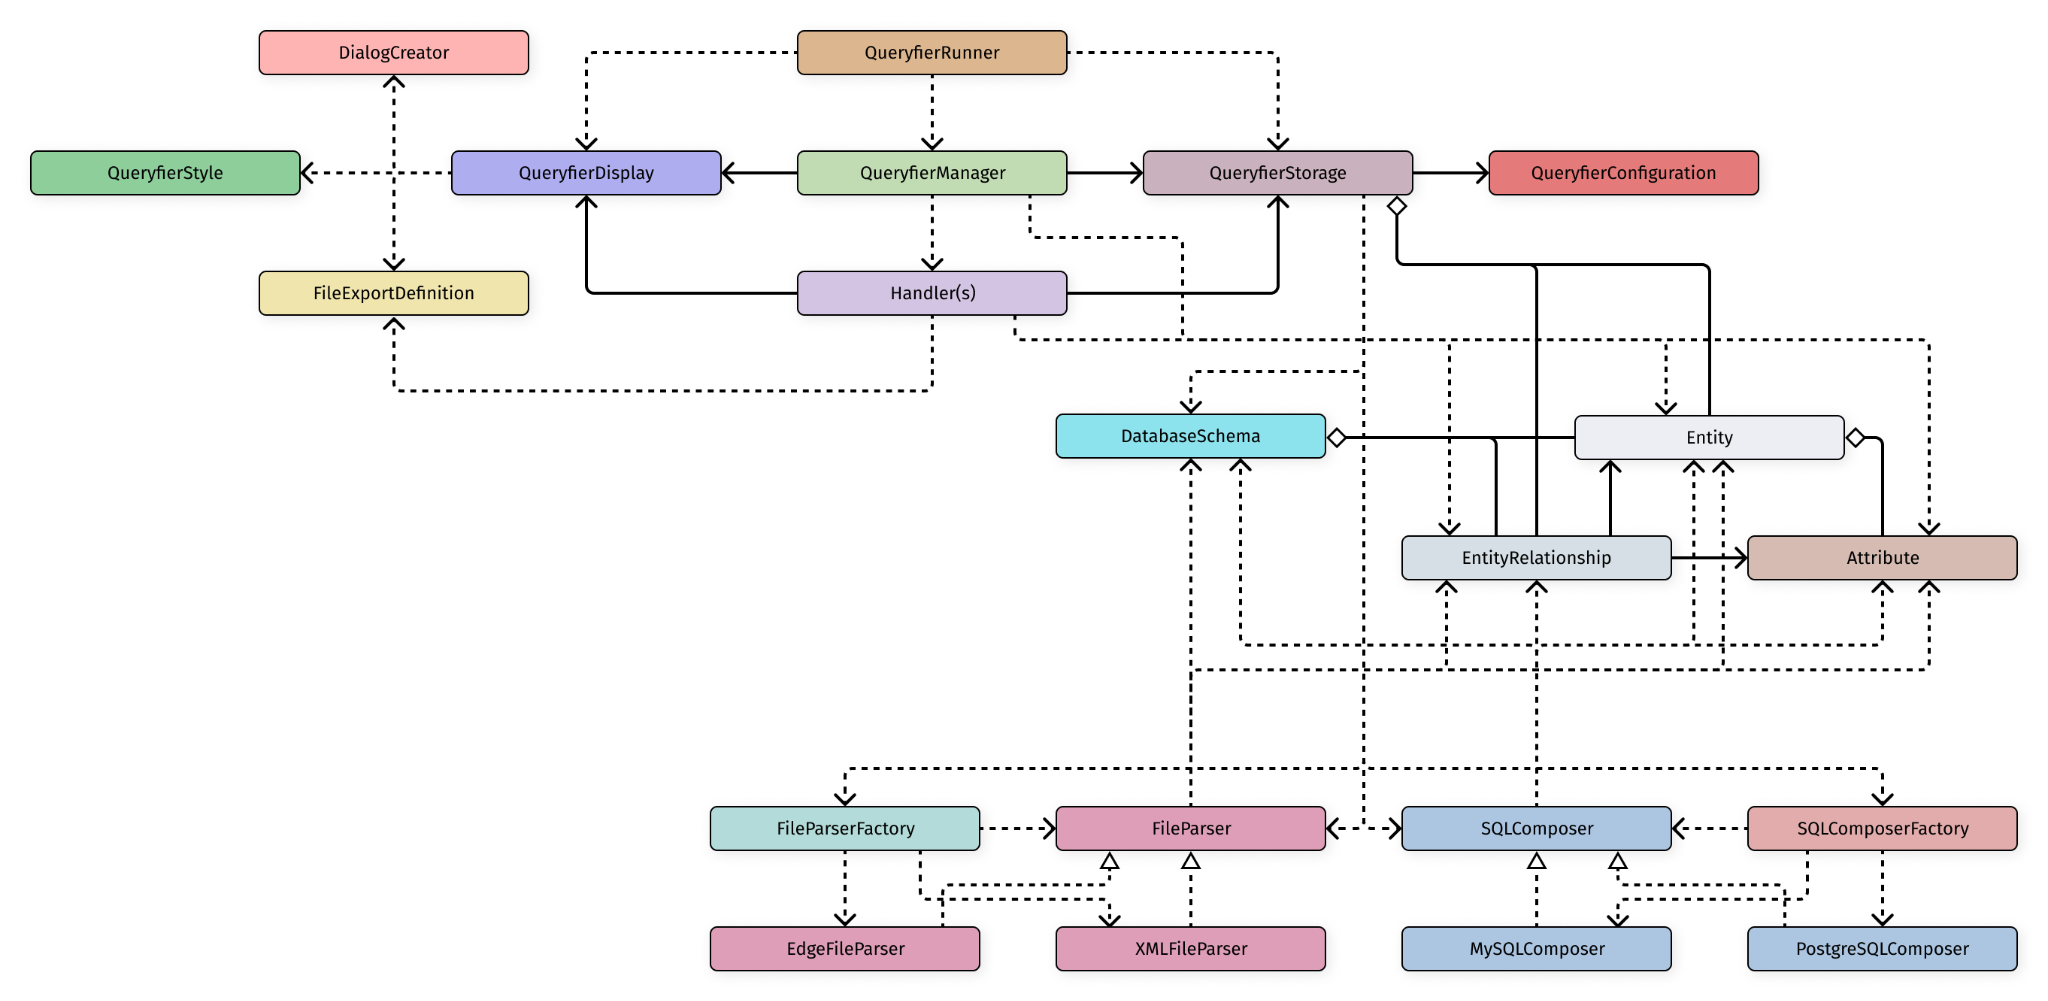 DialogCreator
QueryfierRunner
QueryfierStyle
QueryfierDisplay
QueryfierManager
QueryfierStorage
QueryfierConfiguration
FileExportDefinition
Handler(s)
DatabaseSchema
Entity
EntityRelationship
Attribute
FileParserFactory
FileParser
SQLComposer
SQLComposerFactory
EdgeFileParser
XMLFileParser
MySQLComposer
PostgreSQLComposer